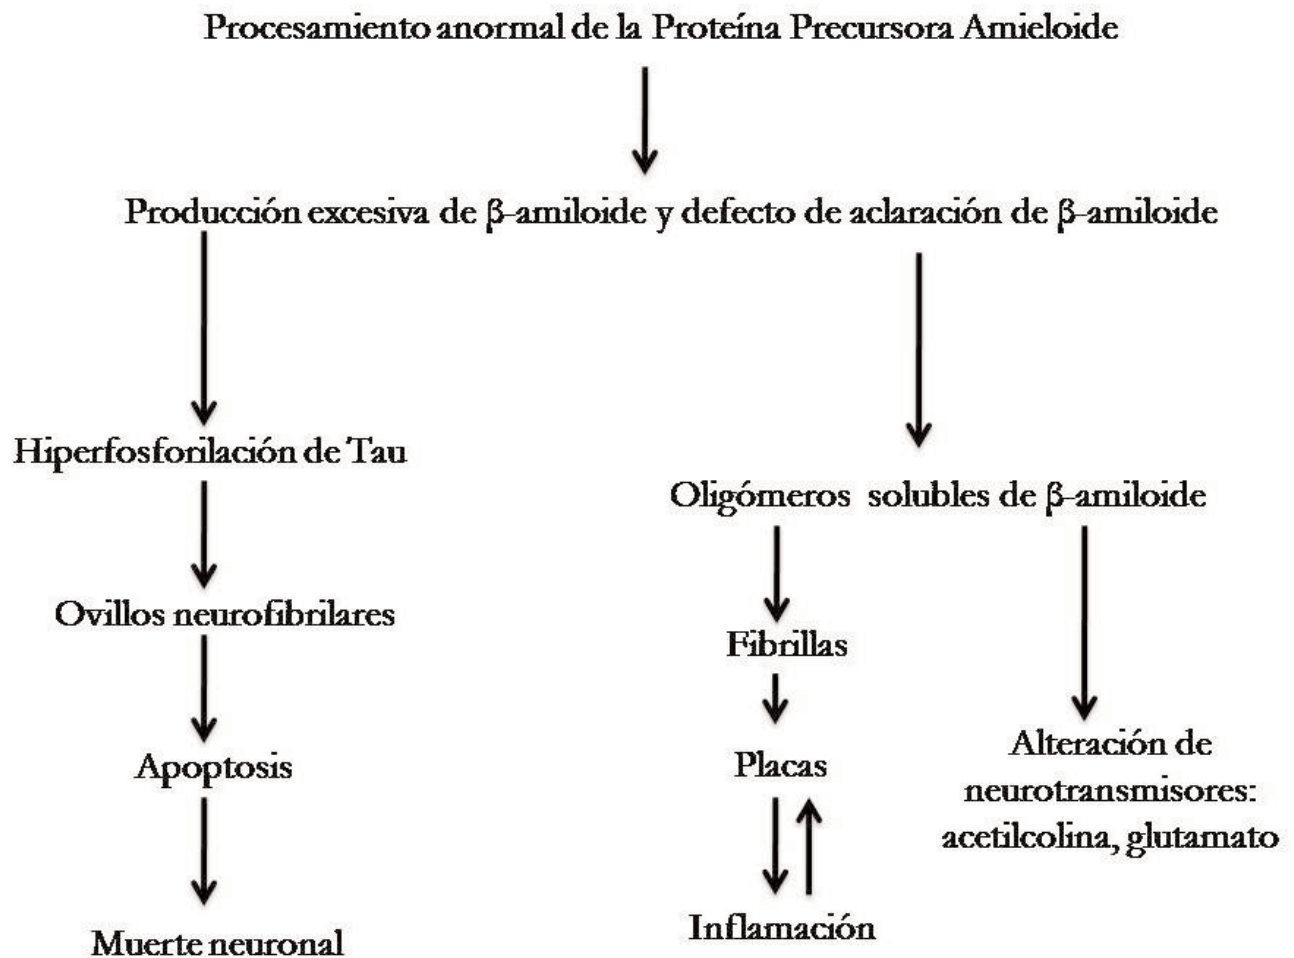 Procesamiento anormal de la Proteína Precursora Amieloide
Producción excesiva de β-amiloide y defecto de aclaración de β-amiloide
Hiperfosforilación de Tau
Oligómeros solubles de β-amiloide
Ovillos neurofibrilares
Fibrillas
Apoptosis
Placas
Alteración de
neurotransmisores:
acetilcolina, glutamato
Muerte neuronal
Inflamación